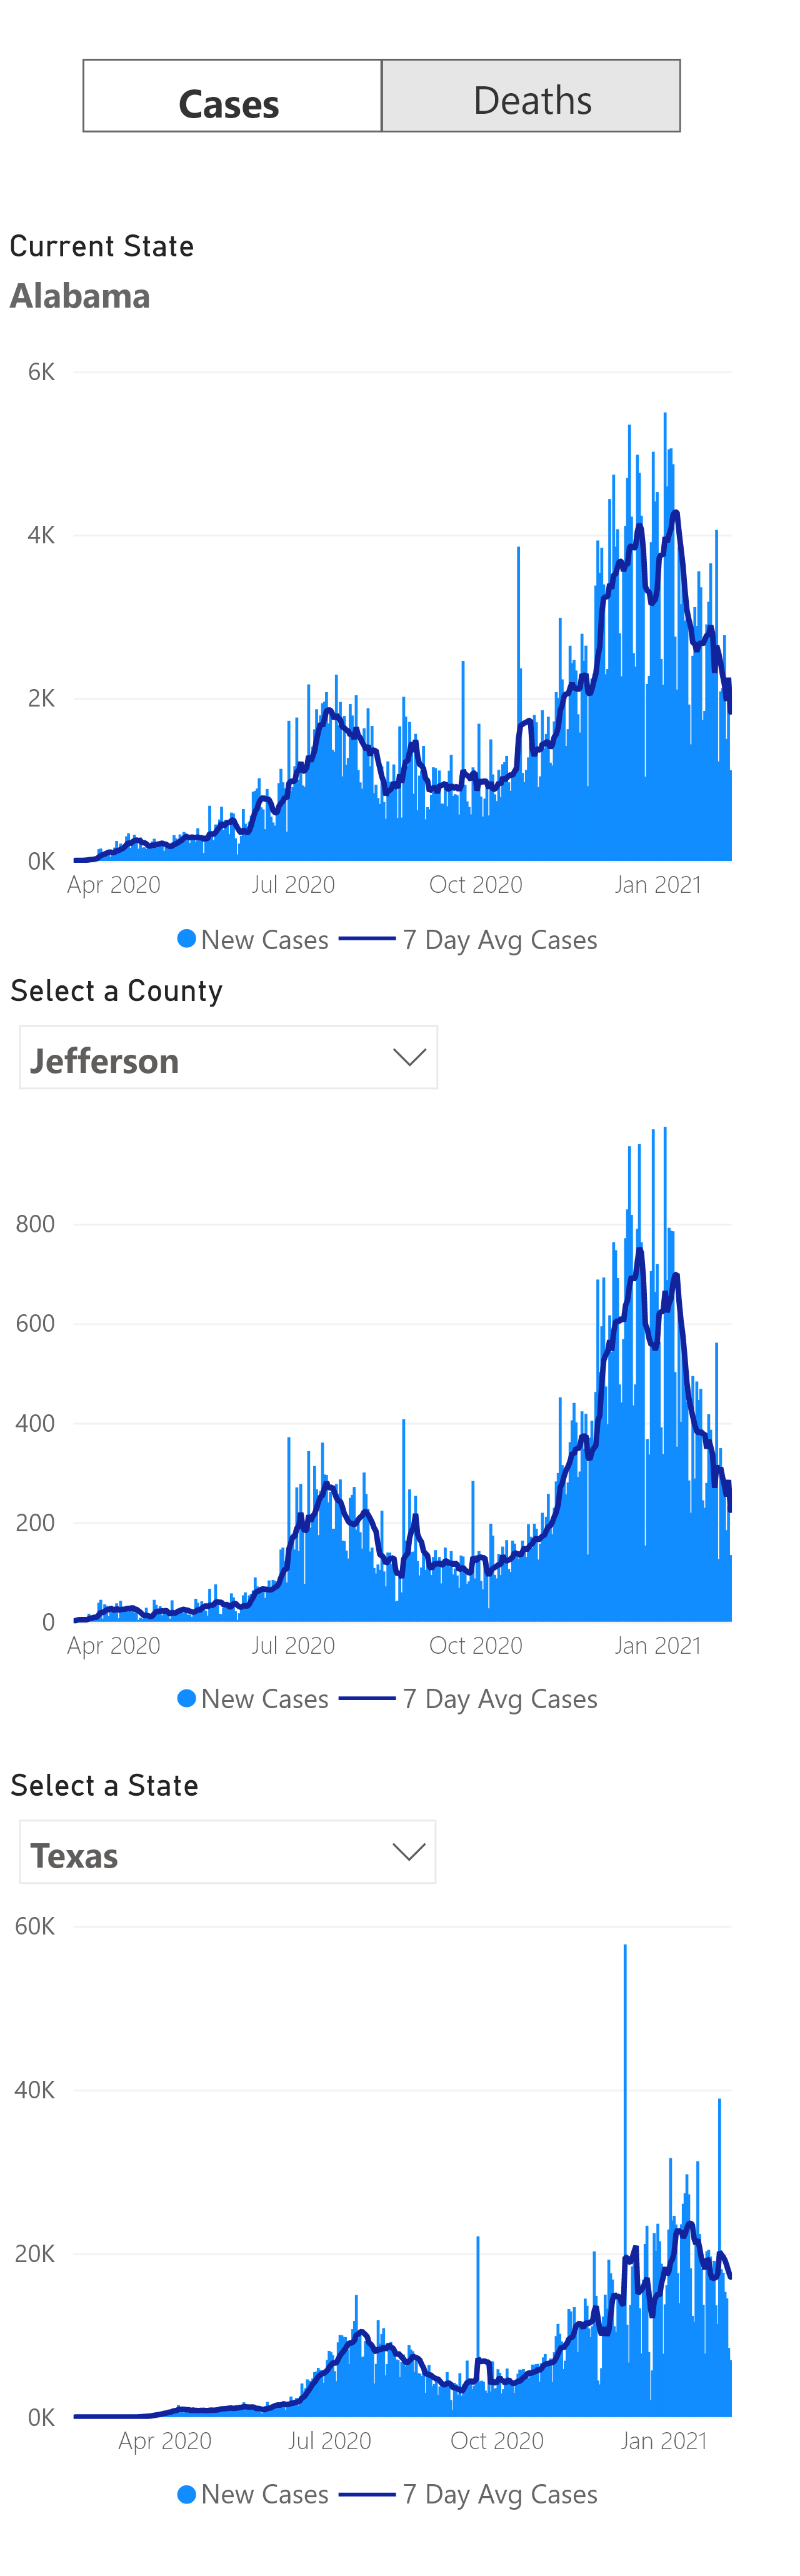 Cases Deaths
Current State
Alabama
6K
4K
2K
0K
Apr 2020 Jul 2020 Oct 2020 Jan 2021
New Cases 7 Day Avg Cases
Select a County
Jefferson
800
600
400
200
0
Apr 2020 Jul 2020 Oct 2020 Jan 2021
New Cases 7 Day Avg Cases
Select a State
Texas
60K
40K
20K
0K
Apr 2020 Jul 2020 Oct 2020 Jan 2021
New Cases 7 Day Avg Cases